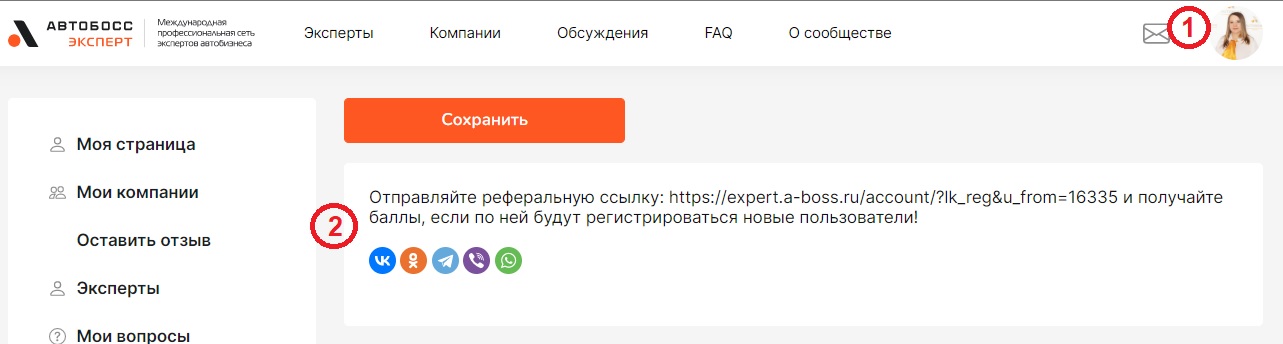 АВТОБОСС
ЭКСПЕРТ
Международная
профессиональная сеть
экспертов автобизнеса
Эксперты
Компании
Обсуждения
FAQ
О сообществе
1
Моя страница
Мои компании
Оставить отзыв
Эксперты
Мои вопросы
Сохранить
2
Отправляйте реферальную ссылку: https://expert.a-boss.ru/account/?lk_reg&u_from=16335 и получайте
баллы, если по ней будут регистрироваться новые пользователи!